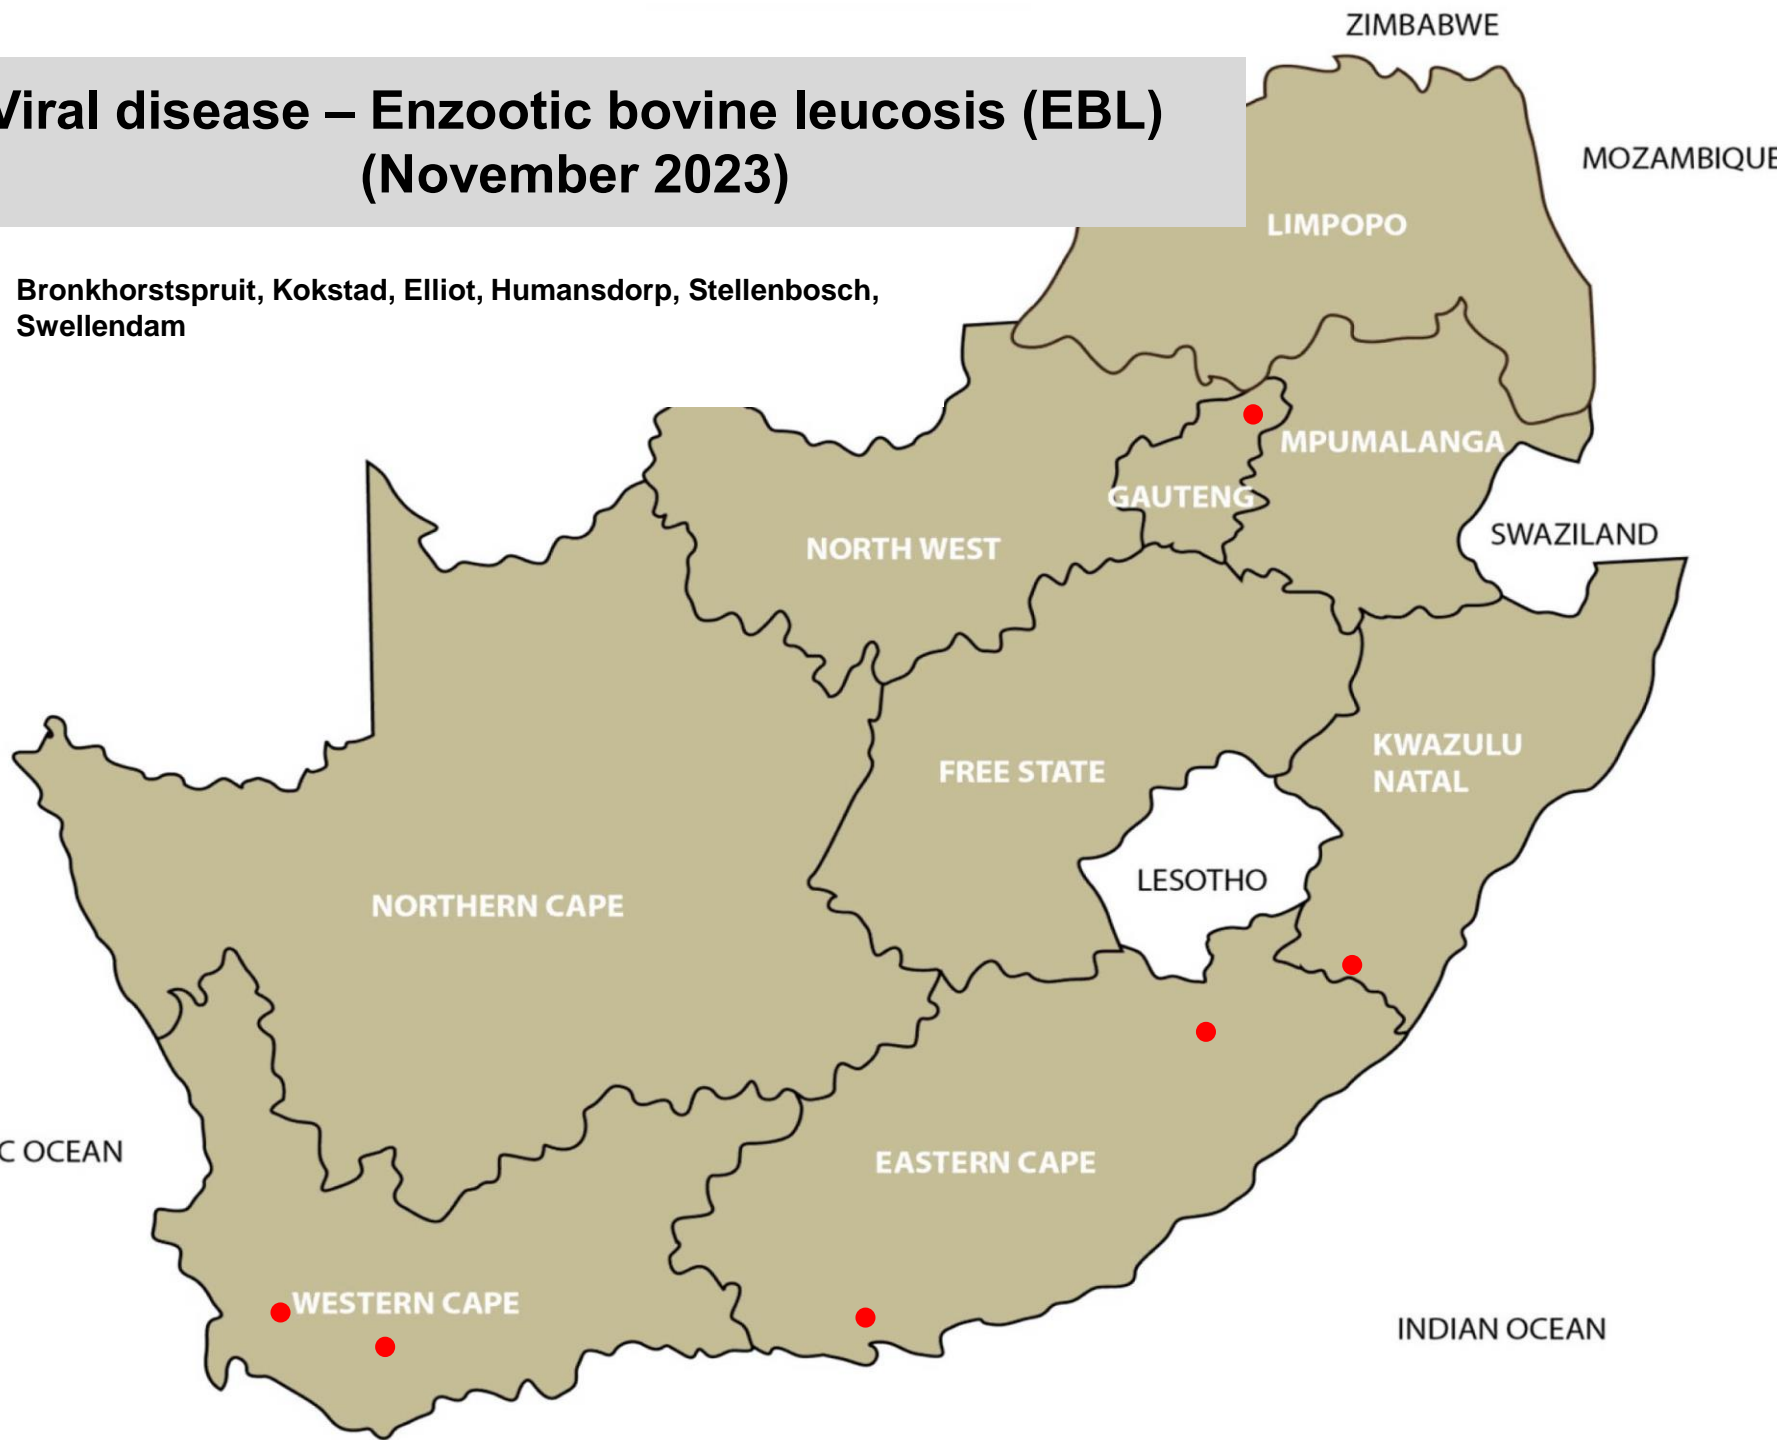 ZIMBABWE
Viral disease – Enzootic bovine leucosis (EBL)
(November 2023)
MOZAMBIQUE
LIMPOPO
Bronkhorstspruit, Kokstad, Elliot, Humansdorp, Stellenbosch,
Swellendam
MPUMALANGA
GAUTENG
SWAZILAND
NORTH WEST
KWAZULU
NATAL
FREE STATE
LESOTHO
NORTHERN CAPE
C OCEAN
EASTERN CAPE
WESTERN CAPE
INDIAN OCEAN